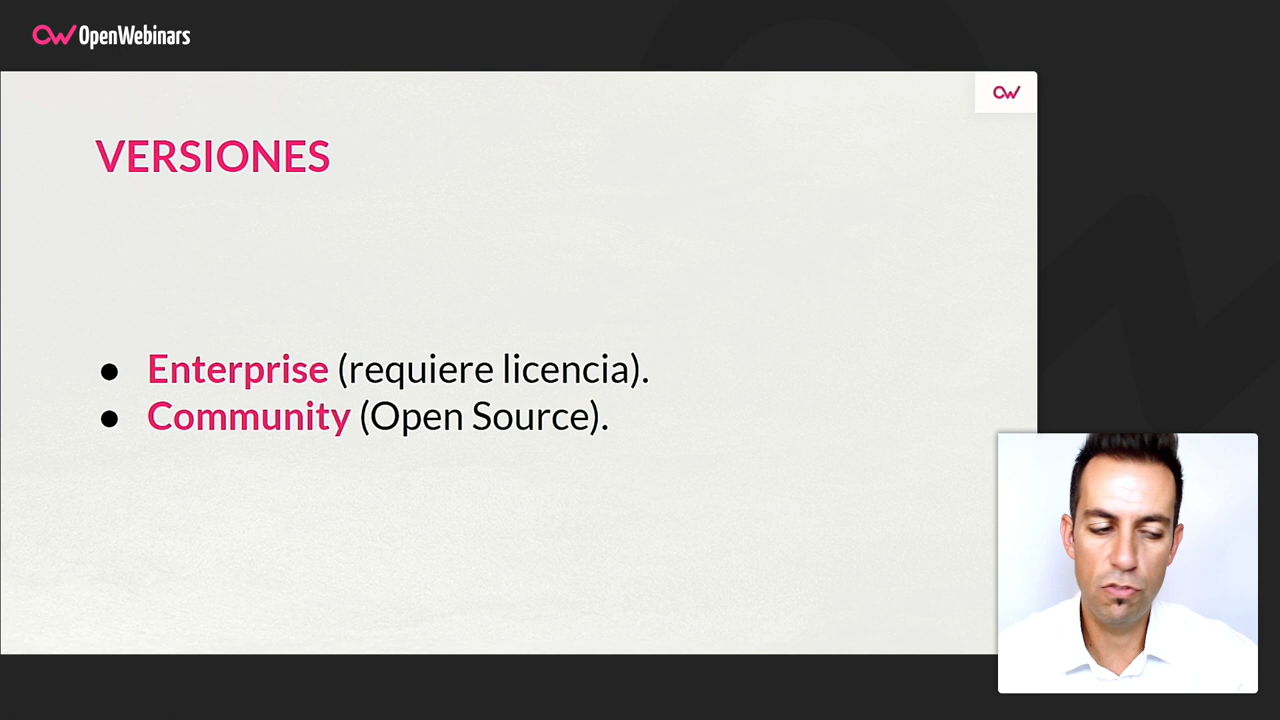 OpenWebinars
VERSIONES
● Enterprise (requiere licencia).
● Community (Open Source).